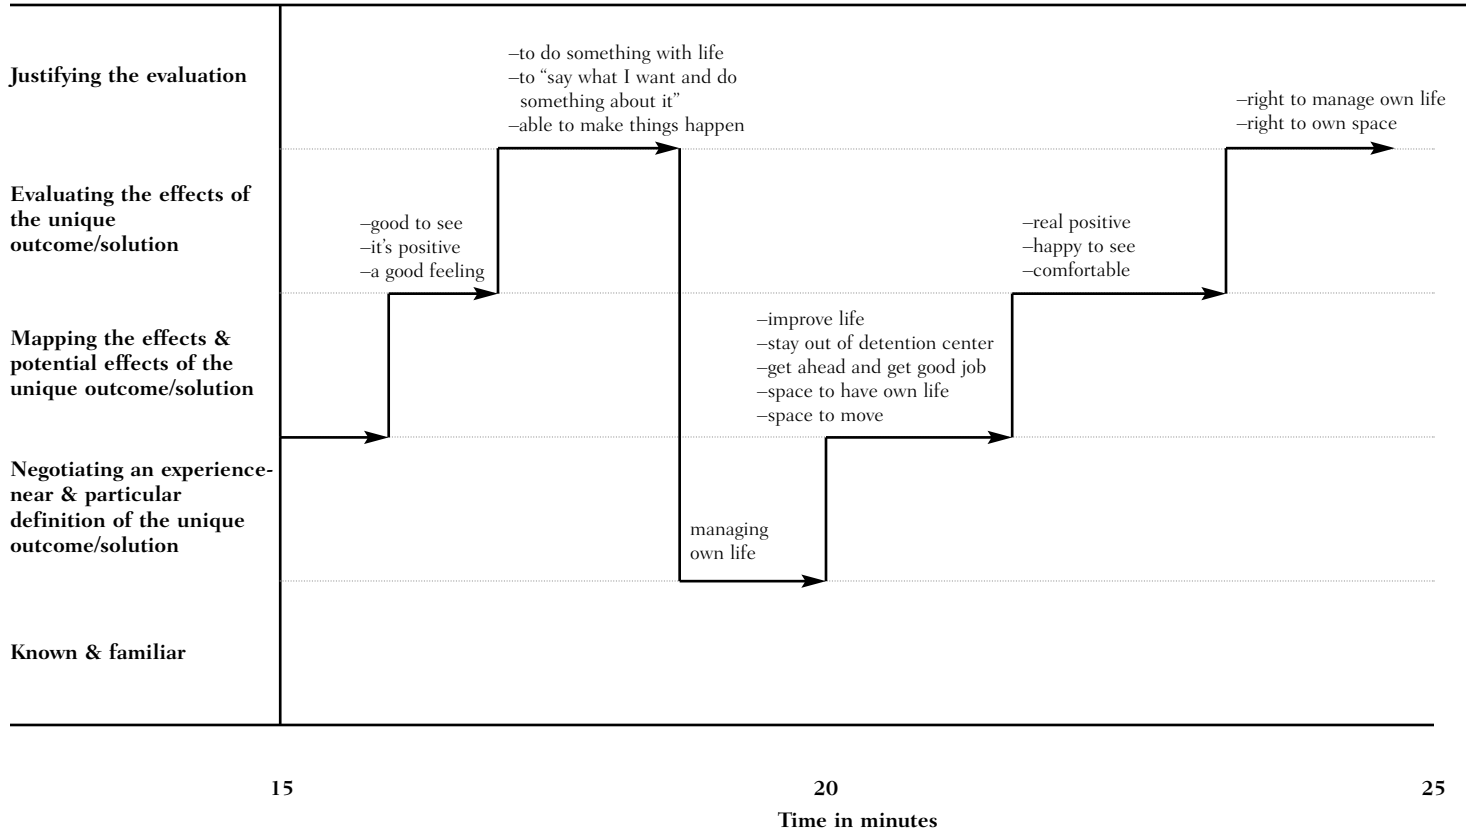 Justifying the evaluation
–to do something with life
–to “say what I want and do
something about it”
–able to make things happen
–right to manage own life
–right to own space
Evaluating the effects of
the unique
outcome/solution
–good to see
–it’s positive
–a good feeling
–real positive
–happy to see
–comfortable
Mapping the effects &
potential effects of the
unique outcome/solution
–improve life
–stay out of detention center
–get ahead and get good job
–space to have own life
–space to move
Negotiating an experience-
near & particular
definition of the unique
outcome/solution
managing
own life
Known & familiar
15
20
25
Time in minutes